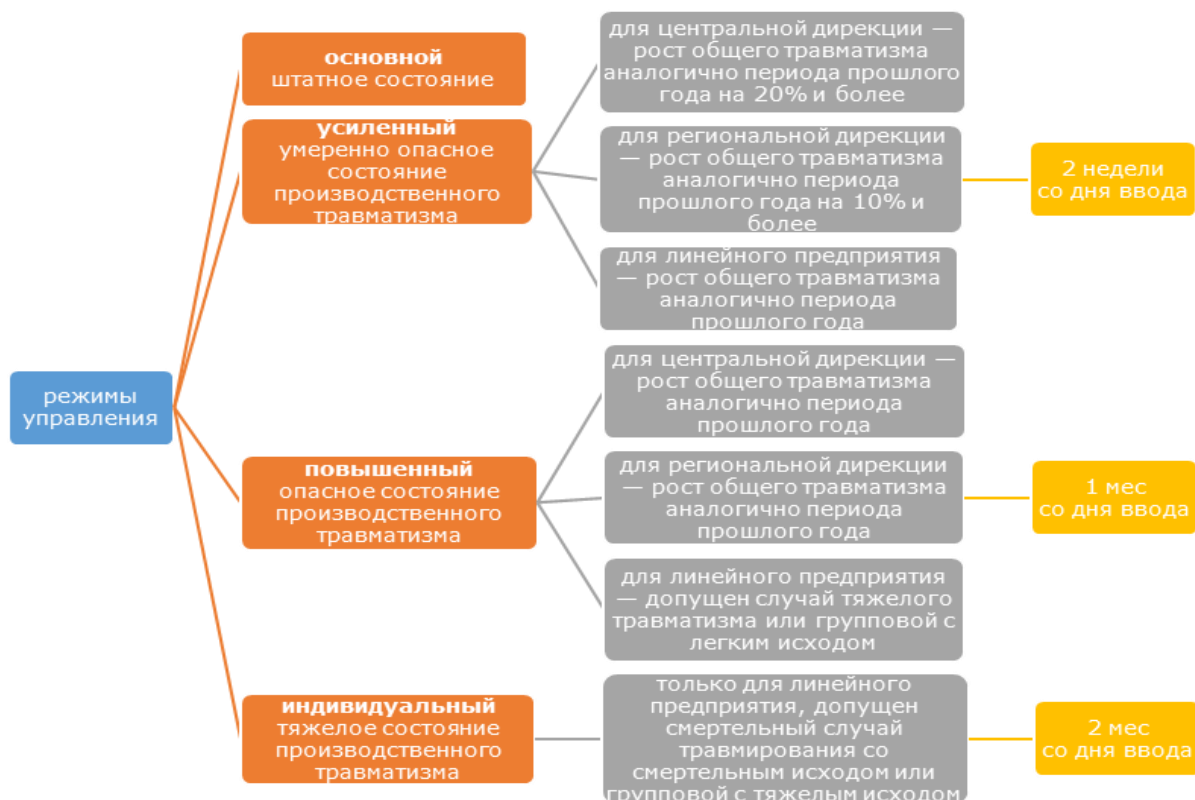 режимы
управления
основной
штатное состояние
усиленный
умеренно опасное
состояние
производственного
травматизма
для центральной дирекции —
рост общего травматизма
аналогично периода прошлого
года на 20% и более
для региональной дирекции
— рост общего травматизма
аналогично периода
прошлого года на 10% и
более
для линейного предприятия
— рост общего травматизма
аналогично периода
прошлого года
2 недели
со дня ввода
повышенный
опасное состояние
производственного
травматизма
для центральной дирекции —
рост общего травматизма
аналогично периода
прошлого года
для региональной дирекции
— рост общего травматизма
аналогично периода
прошлого года
для линейного предприятия
— допущен случай тяжелого
травматизма или групповой с
легким исходом
1 мес
со дня ввода
индивидуальный
тяжелое состояние
производственного
травматизма
только для линейного
предприятия, допущен
смертельный случай
травмирования со
смертельным исходом или
групповой с тяжелым исходом
2 мес
со дня ввода